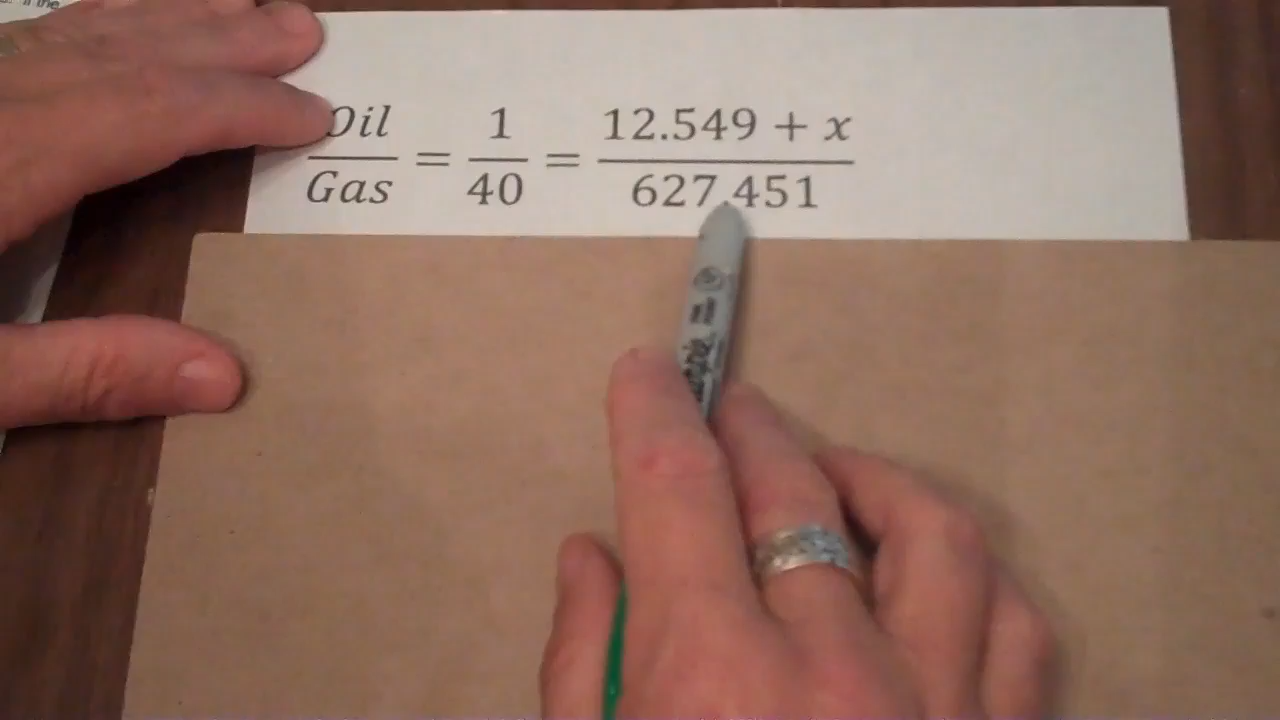 Oil/Gas = 1/40 = (12.549 + x)/627.451